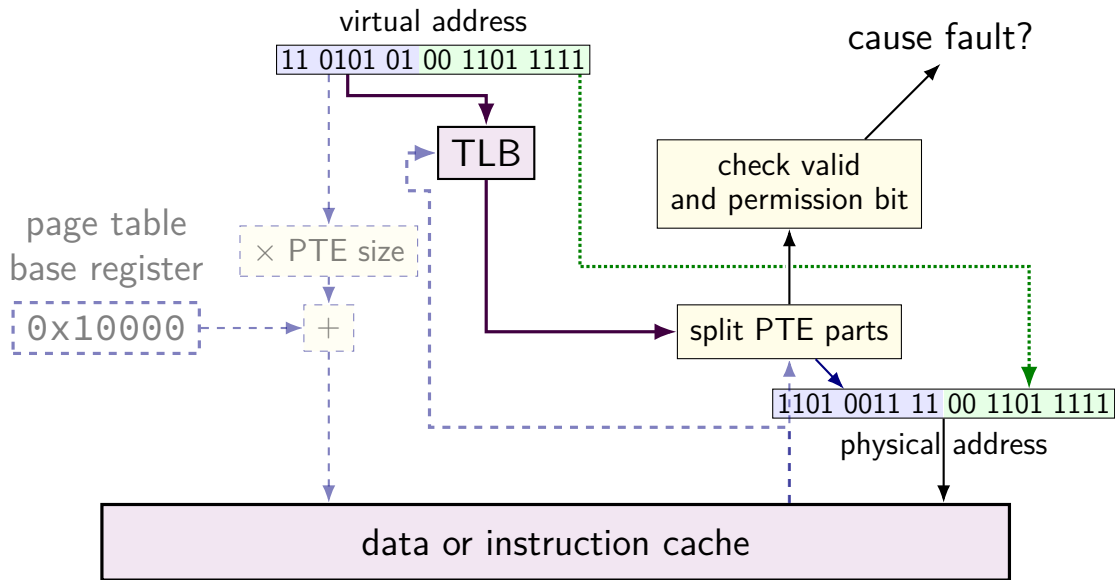 virtual address
11 0101 01 00 1101 1111
cause fault?
TLB
check valid
and permission bit
page table
base register
× PTE size
0x10000
+
split PTE parts
1101 0011 11 00 1101 1111
physical address
data or instruction cache